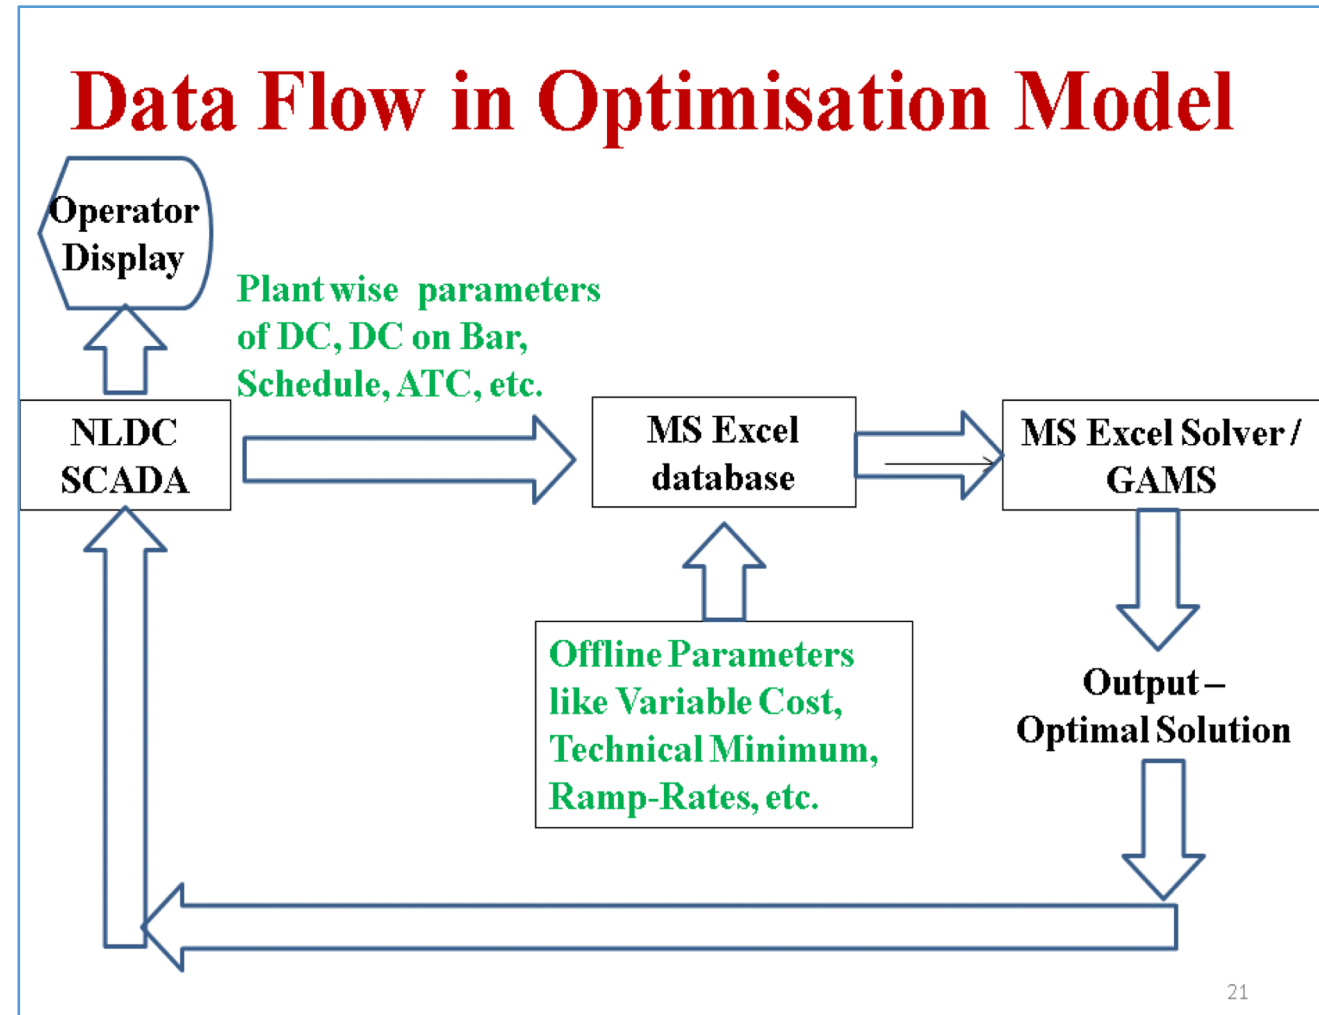 Data Flow in Optimisation Model
Operator
Display
Plant wise parameters
of DC, DC on Bar,
Schedule, ATC, etc.
NLDC
SCADA
MS Excel
database
MS Excel Solver /
GAMS
Offline Parameters
like Variable Cost,
Technical Minimum,
Ramp-Rates, etc.
Output –
Optimal Solution
21